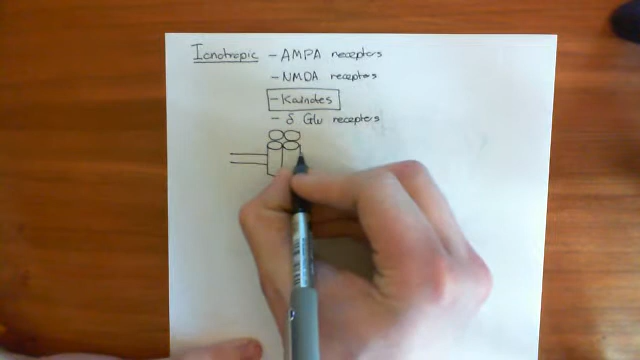 Ionotropic - AMPA receptors
- NMDA receptors
- Kainates
- δ Glu receptors